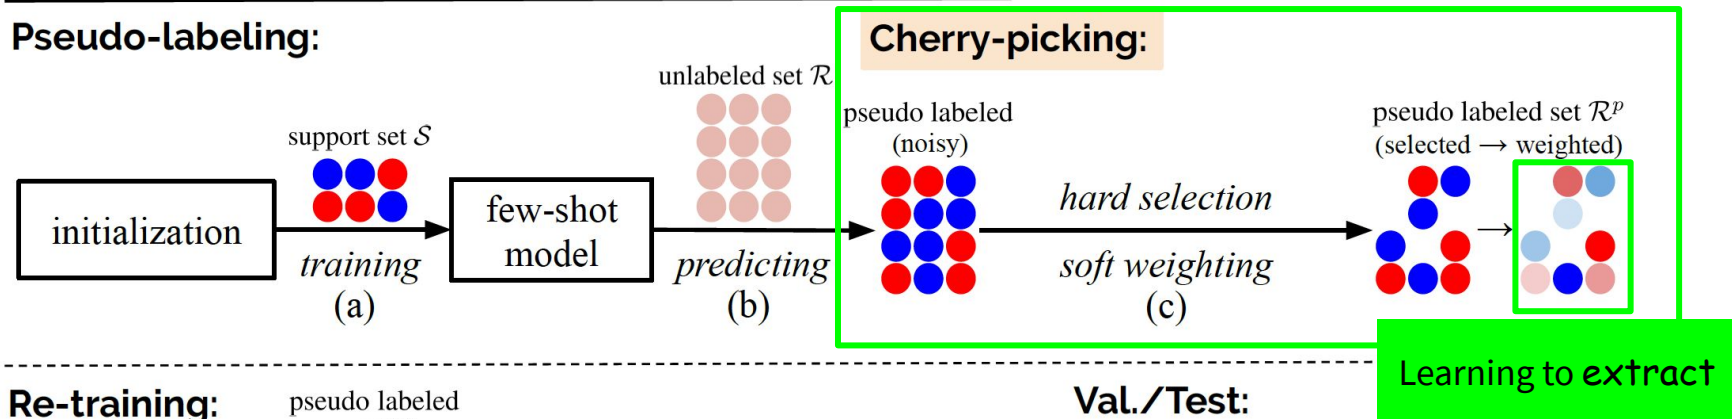 Pseudo-labeling:
Cherry-picking:
unlabeled set ℛ
support set 𝒮
pseudo labeled
(noisy)
pseudo labeled set ℛᵖ
(selected → weighted)
initialization
few-shot
model
training
(a)
predicting
(b)
hard selection
soft weighting
(c)
→
Learning to extract
Re-training:
pseudo labeled
Val./Test: